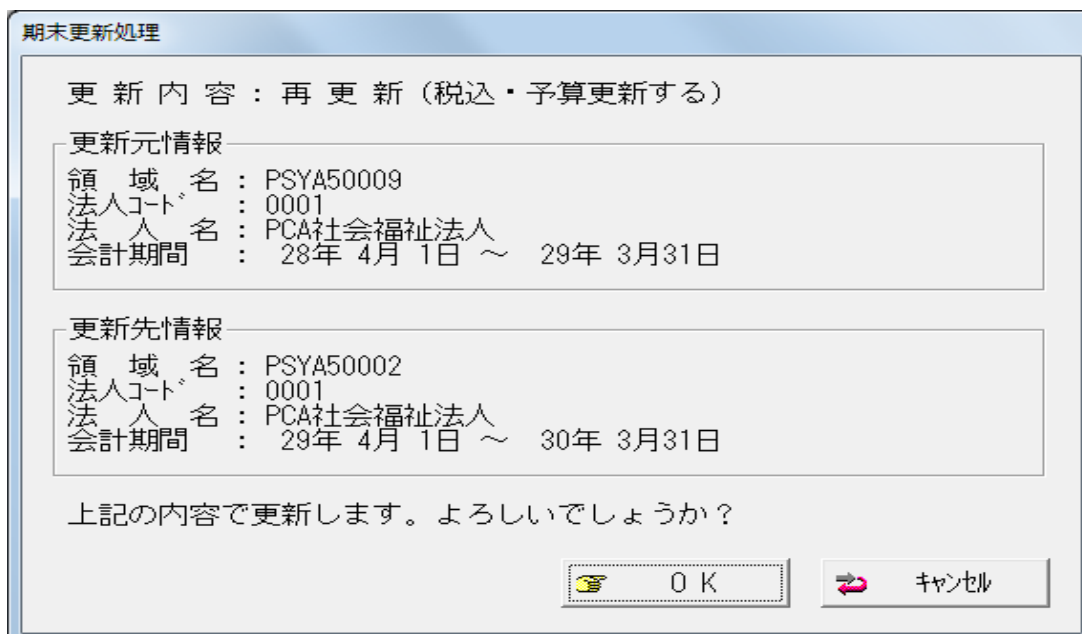 期末更新処理
更 新 内 容 : 再 更 新 (税込・予算更新する)
更新元情報
領 域 名 : PSYA50009
法人ｺｰﾄﾞ : 0001
法 人 名 : PCA社会福祉法人
会計期間 : 28年 4月 1日 ～ 29年 3月31日
更新先情報
領 域 名 : PSYA50002
法人ｺｰﾄﾞ : 0001
法 人 名 : PCA社会福祉法人
会計期間 : 29年 4月 1日 ～ 30年 3月31日
上記の内容で更新します。よろしいでしょうか？
ＯＫ ｷｬﾝｾﾙ